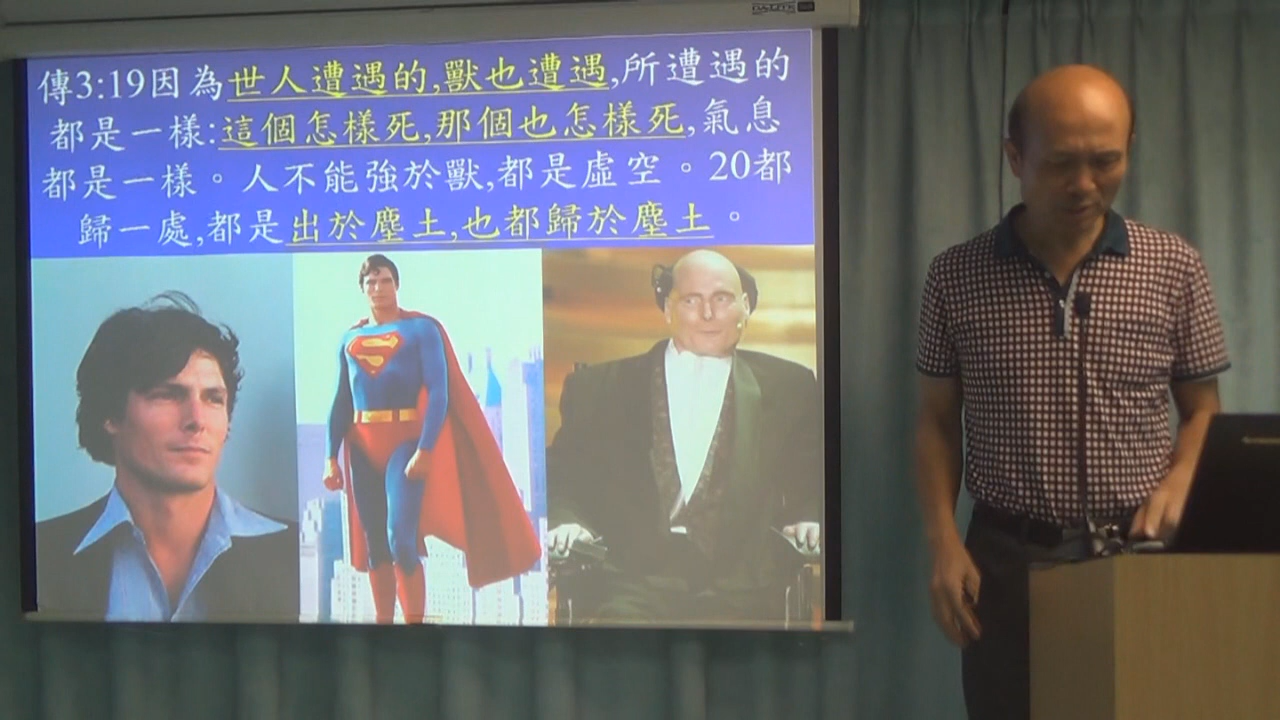 傳3:19因為世人遭遇的,獸也遭遇,所遭遇的
都是一樣:這個怎樣死,那個也怎樣死,氣息
都是一樣。人不能強於獸,都是虛空。20都
歸一處,都是出於塵土,也都歸於塵土。
DA-LITE